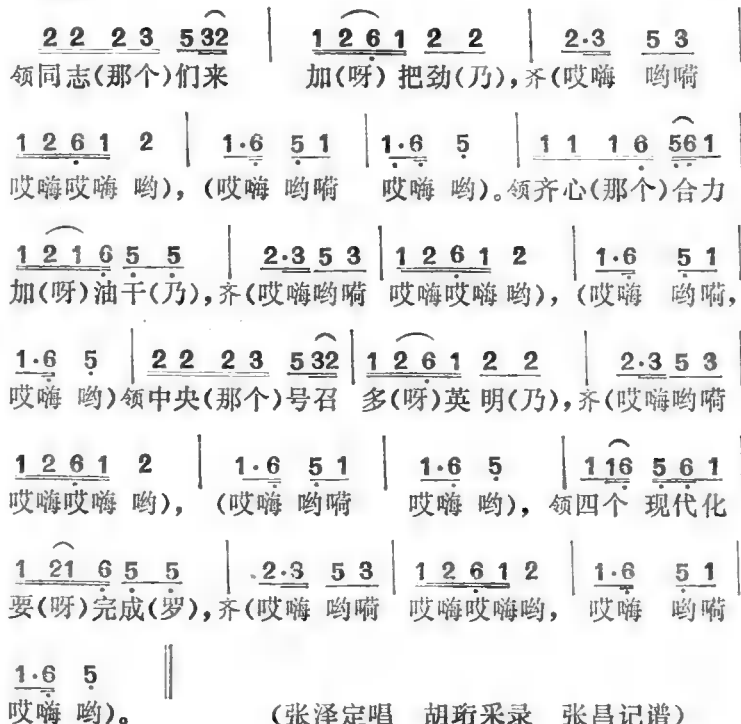 2 2 2 3 5 32 | 1 2 6 1 2 2 | 2·3 5 3
领同志(那个)们来 加(呀)把劲(乃),齐(哎嗨 哟嗬
1 2 6 1 2 | 1·6 5 1 | 1·6 5 | 1 1 1 6 56 1
哎嗨哎嗨 哟), (哎嗨 哟嗬 哎嗨 哟)。领齐心(那个)合力
1 2 1 6 5 5 | 2·3 5 3 | 1 2 6 1 2 | 1·6 5 1
加(呀)油干(乃),齐(哎嗨哟嗬 哎嗨哎嗨 哟), (哎嗨 哟嗬,
1·6 5 | 2 2 2 3 5 32 | 1 2 6 1 2 2 | 2·3 5 3
哎嗨 哟)领中央(那个)号召 多(呀)英明(乃),齐(哎嗨哟嗬
1 2 6 1 2 | 1·6 5 1 | 1·6 5 | 1 16 5 6 1
哎嗨哎嗨 哟), (哎嗨 哟嗬 哎嗨 哟), 领四个 现代化
1 21 6 5 5 | 2·3 5 3 | 1 2 6 1 2 | 1·6 5 1
要(呀)完成(罗),齐(哎嗨 哟嗬 哎嗨哎嗨哟, 哎嗨 哟嗬
1·6 5 ‖
哎嗨 哟)。 (张泽定唱 胡珩采录 张昌记谱)